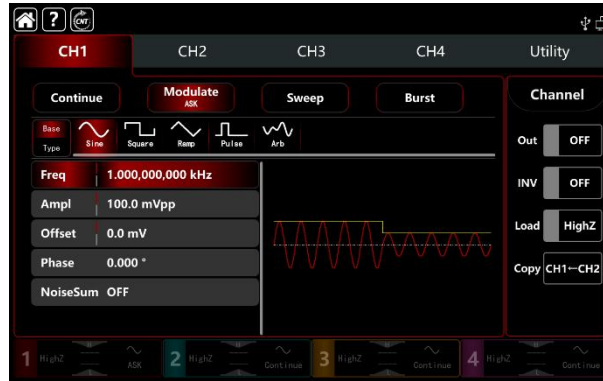 ? CNT
CH1 CH2 CH3 CH4 Utility
Continue Modulate Sweep Burst Channel
ASK
Base
Type Sine Square Ramp Pulse Arb
Out OFF
Freq 1.000,000,000 kHz
INV OFF
Ampl 100.0 mVpp
Offset 0.0 mV
Load HighZ
Phase 0.000 °
Copy CH1←CH2
NoiseSum OFF
1 HighZ ASK 2 HighZ Continue 3 HighZ Continue 4 HighZ Continue